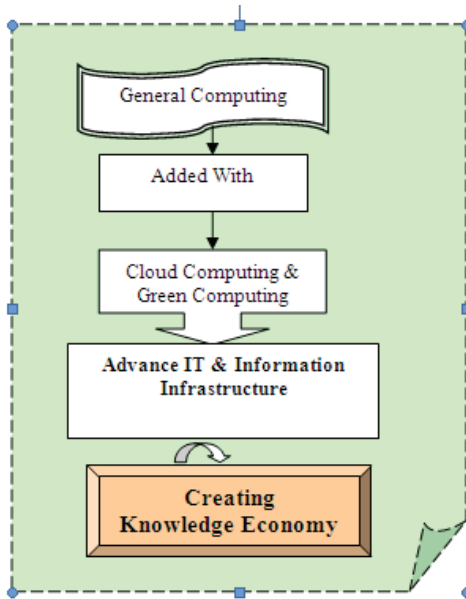 General Computing
Added With
Cloud Computing &
Green Computing
Advance IT & Information
Infrastructure
Creating
Knowledge Economy